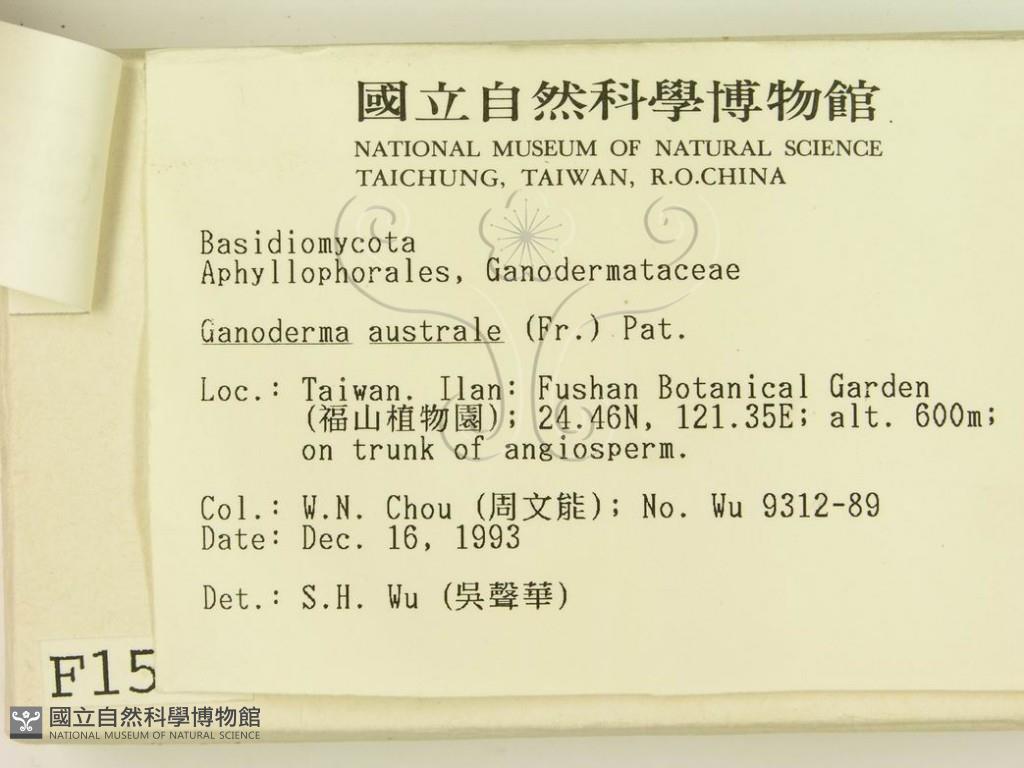 國立自然科學博物館
NATIONAL MUSEUM OF NATURAL SCIENCE
TAICHUNG, TAIWAN, R.O.CHINA
Basidiomycota
Aphyllophorales, Ganodermataceae
Ganoderma australe (Fr.) Pat.
Loc.: Taiwan. Ilan: Fushan Botanical Garden
(福山植物園); 24.46N, 121.35E; alt. 600m;
on trunk of angiosperm.
Col.: W.N. Chou (周文能); No. Wu 9312-89
Date: Dec. 16, 1993
Det.: S.H. Wu (吳聲華)
F15
國立自然科學博物館
NATIONAL MUSEUM OF NATURAL SCIENCE